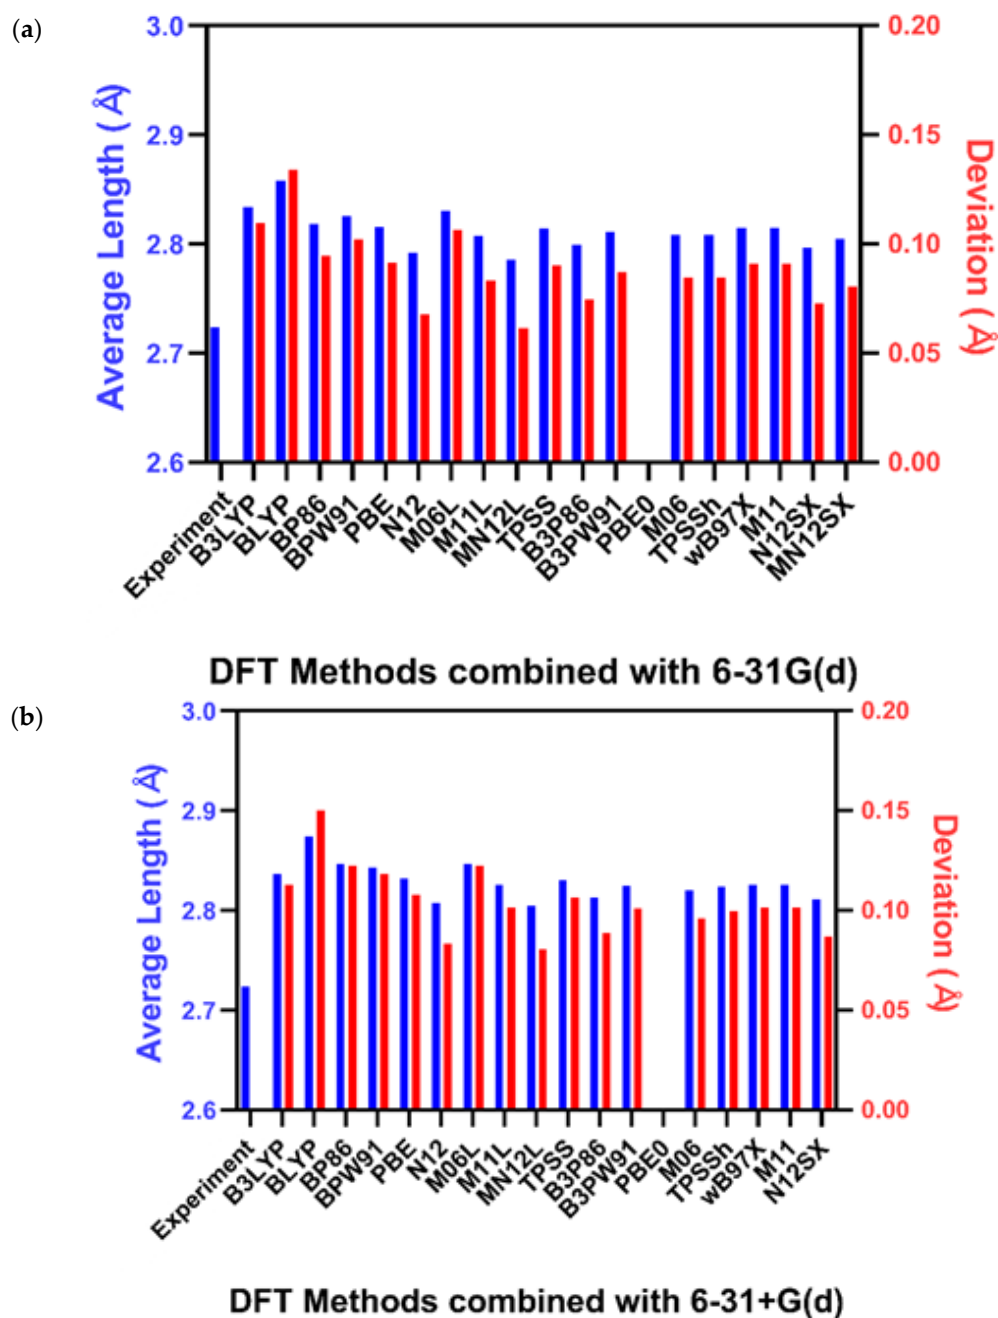 (a)
Average Length (Å)
3.0
2.9
2.8
2.7
2.6
0.20
0.15
0.10
0.05
0.00
Deviation (Å)
Experiment
B3LYP
BLYP
BP86
BPW91
PBE
N12
M06L
M11L
MN12L
TPSS
B3P86
B3PW91
PBE0
M06
TPSSh
wB97X
M11
N12SX
MN12SX
DFT Methods combined with 6-31G(d)
(b)
Average Length (Å)
3.0
2.9
2.8
2.7
2.6
0.20
0.15
0.10
0.05
0.00
Deviation (Å)
Experiment
B3LYP
BLYP
BP86
BPW91
PBE
N12
M06L
M11L
MN12L
TPSS
B3P86
B3PW91
PBE0
M06
TPSSh
wB97X
M11
N12SX
DFT Methods combined with 6-31+G(d)